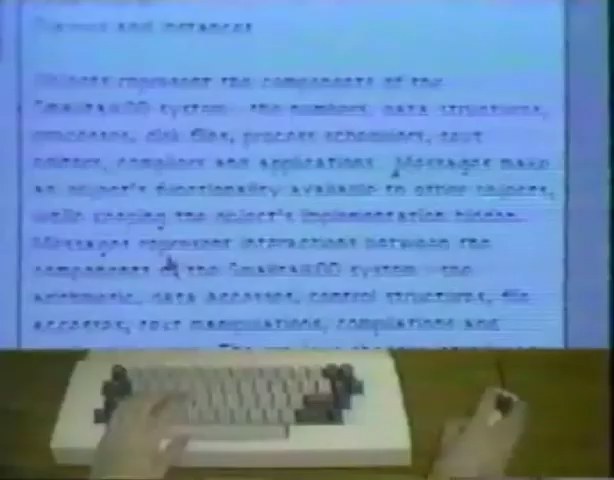 Classes and instances
Objects represent the components of the
Smalltalk-80 system--the numbers, data structures,
processes, disk files, process schedulers, text
editors, compilers and applications. Messages make
an object's functionality available to other objects,
while keeping the object's implementation hidden.
Messages represent interactions between the
components of the Smalltalk-80 system--the
arithmetic, data accesses, control structures, file
accesses, text manipulations, compilations and